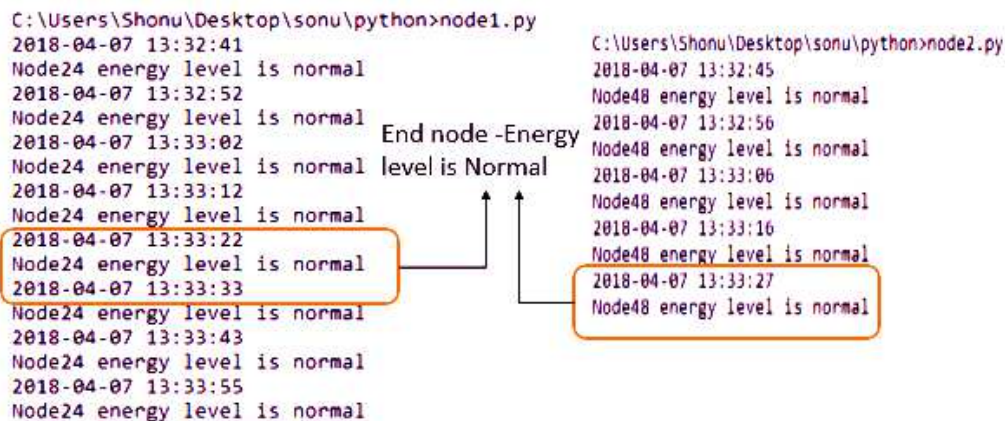 C:\Users\Shonu\Desktop\sonu\python>node1.py
2018-04-07 13:32:41
Node24 energy level is normal
2018-04-07 13:32:52
Node24 energy level is normal
2018-04-07 13:33:02
Node24 energy level is normal
2018-04-07 13:33:12
Node24 energy level is normal
2018-04-07 13:33:22
Node24 energy level is normal
2018-04-07 13:33:33
Node24 energy level is normal
2018-04-07 13:33:43
Node24 energy level is normal
2018-04-07 13:33:55
Node24 energy level is normal
End node -Energy
level is Normal
C:\Users\Shonu\Desktop\sonu\python>node2.py
2018-04-07 13:32:45
Node48 energy level is normal
2018-04-07 13:32:56
Node48 energy level is normal
2018-04-07 13:33:06
Node48 energy level is normal
2018-04-07 13:33:16
Node48 energy level is normal
2018-04-07 13:33:27
Node48 energy level is normal